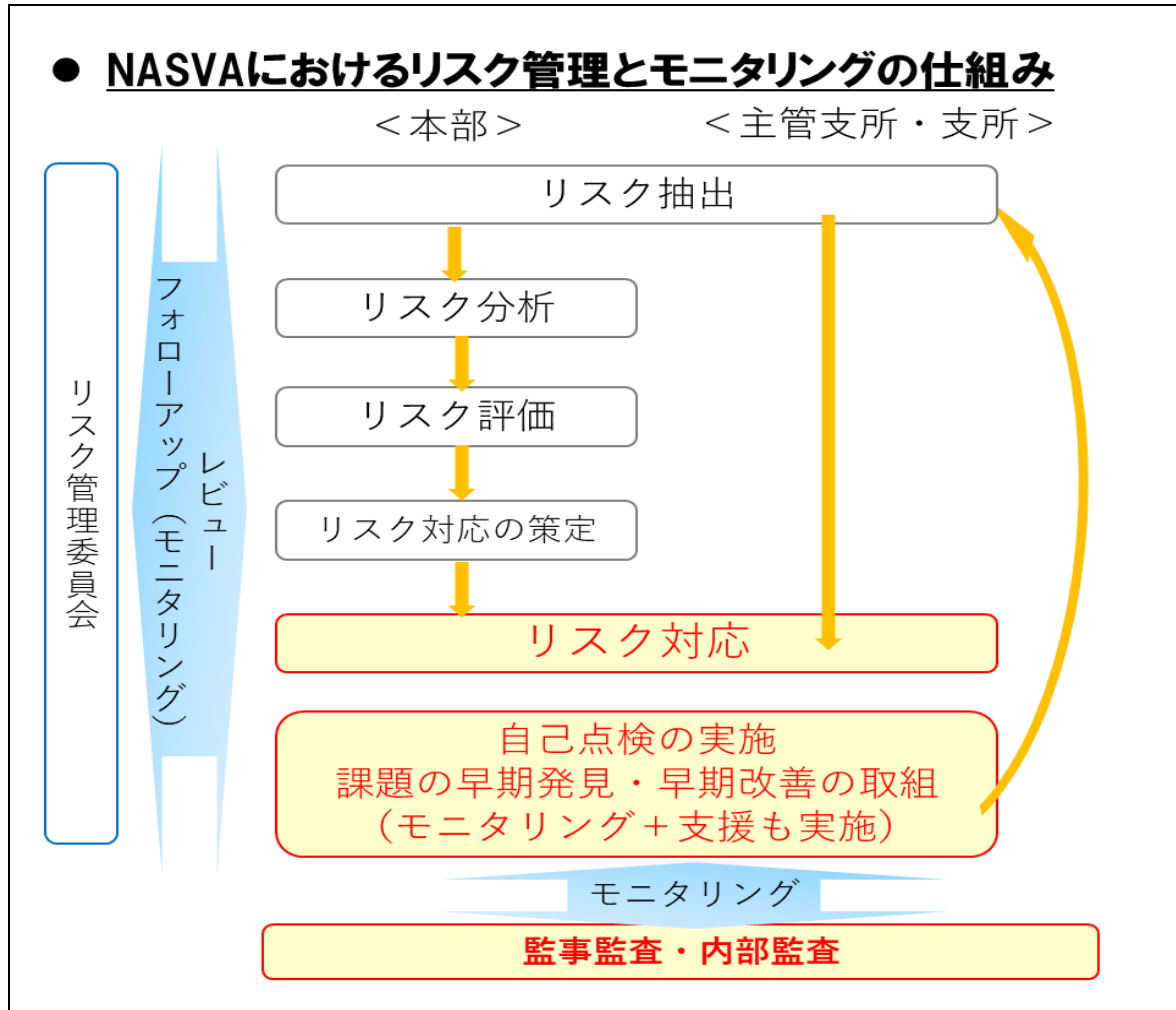 ● NASVAにおけるリスク管理とモニタリングの仕組み
＜本部＞
＜主管支所・支所＞
リスク管理委員会
フォローアップ（モニタリング）
レビュー
リスク抽出
リスク分析
リスク評価
リスク対応の策定
リスク対応
自己点検の実施
課題の早期発見・早期改善の取組
（モニタリング＋支援も実施）
モニタリング
監事監査・内部監査